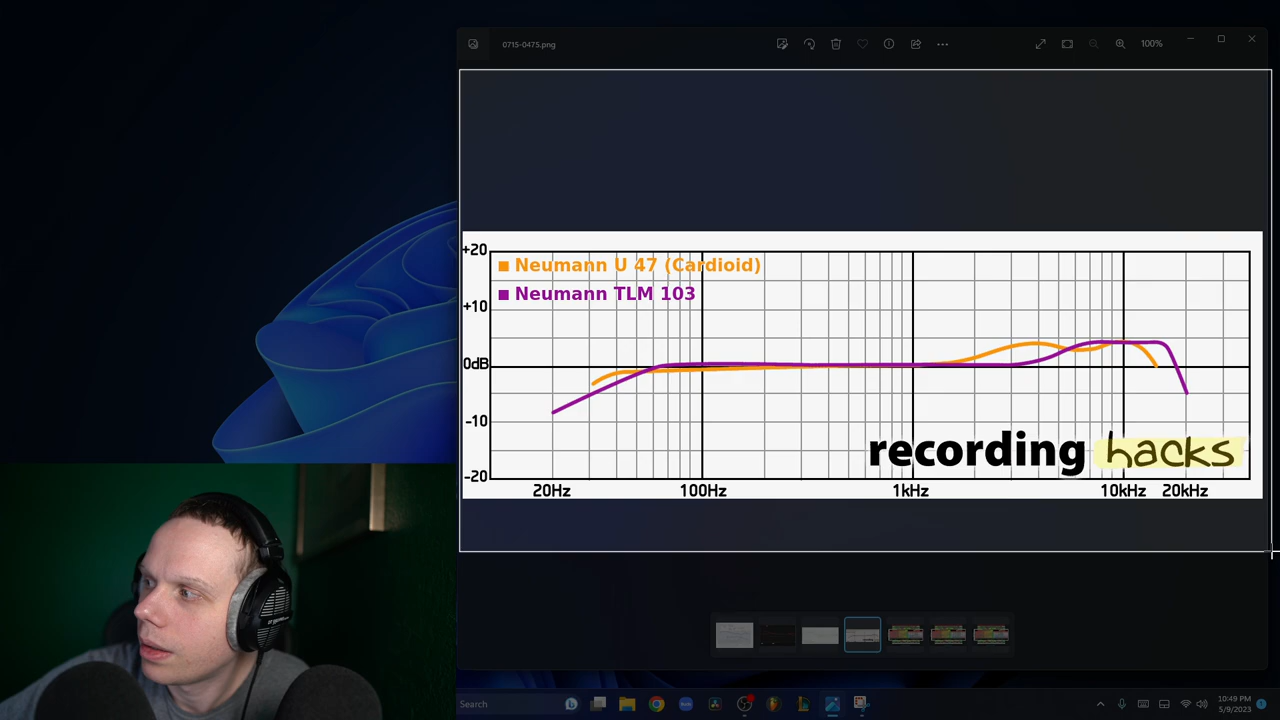 0715-0475.png
100%
+20
Neumann U 47 (Cardioid)
Neumann TLM 103
+10
0dB
-10
recording hacks
-20
20Hz 100Hz 1kHz 10kHz 20kHz
Search
10:49 PM
5/9/2023